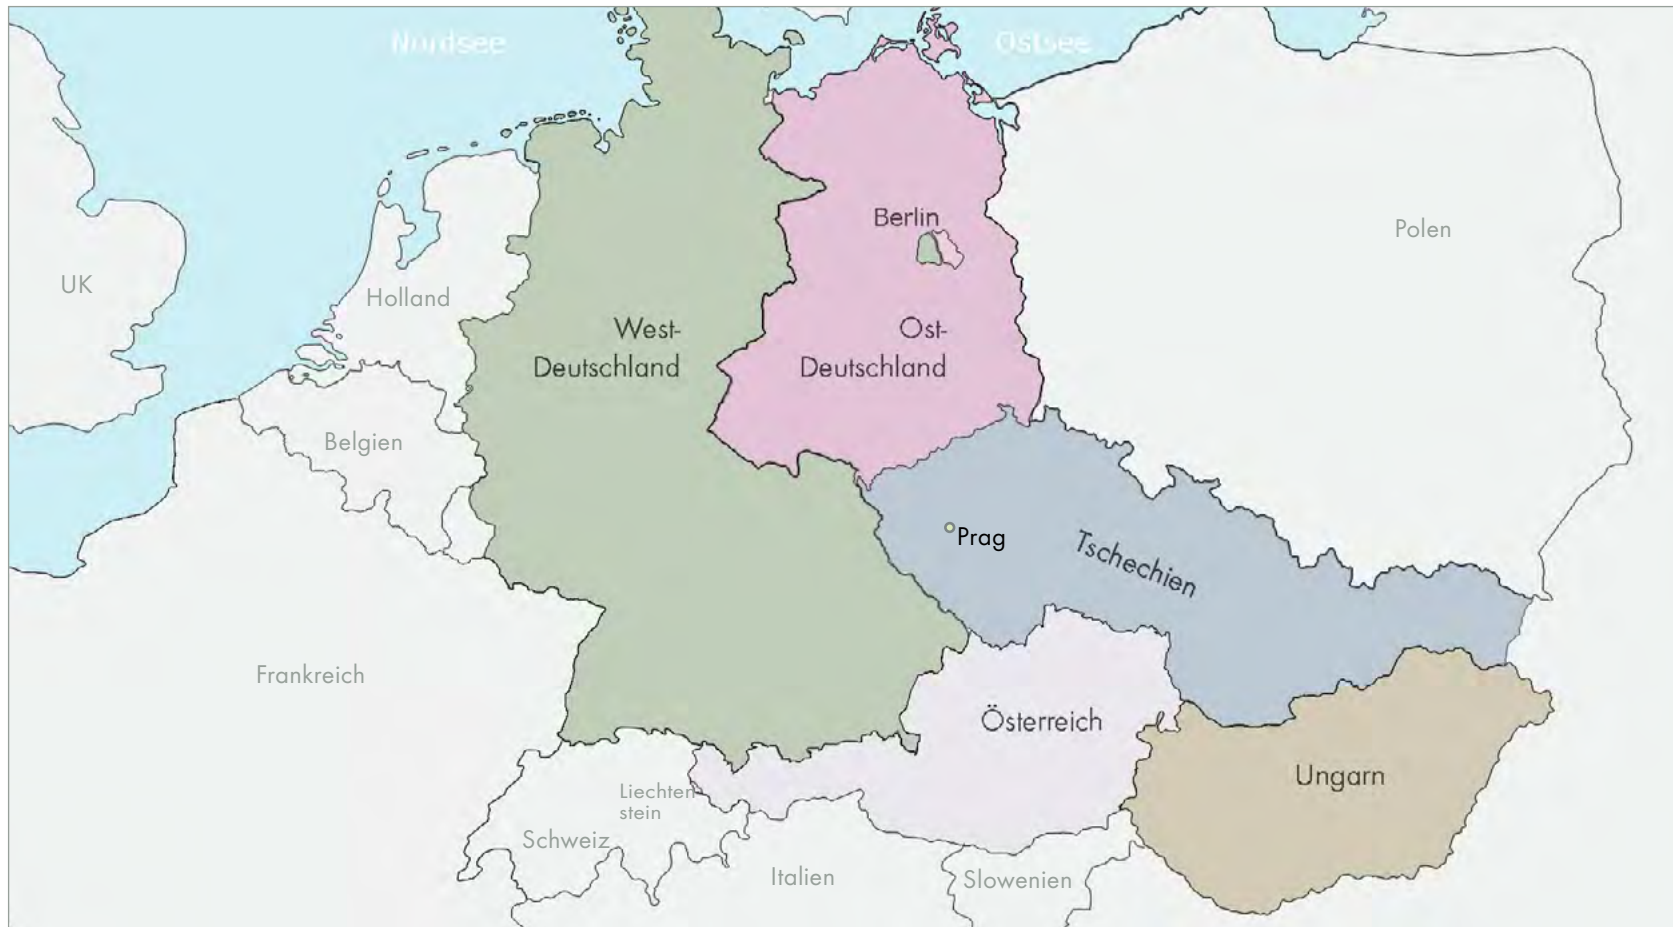 Nordsee
Ostsee
Berlin
Polen
UK
Holland
West-
Deutschland
Ost-
Deutschland
Belgien
Prag
Tschechien
Frankreich
Österreich
Ungarn
Liechten
stein
Schweiz
Italien
Slowenien